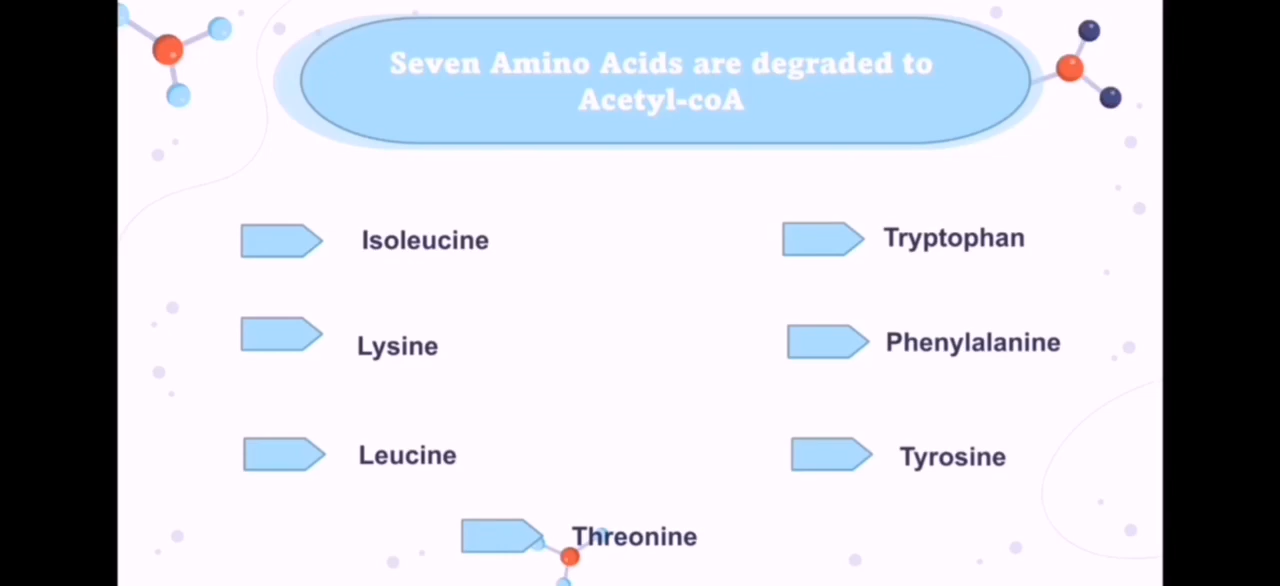 Seven Amino Acids are degraded to
Acetyl-coA
Isoleucine
Tryptophan
Lysine
Phenylalanine
Leucine
Tyrosine
Threonine